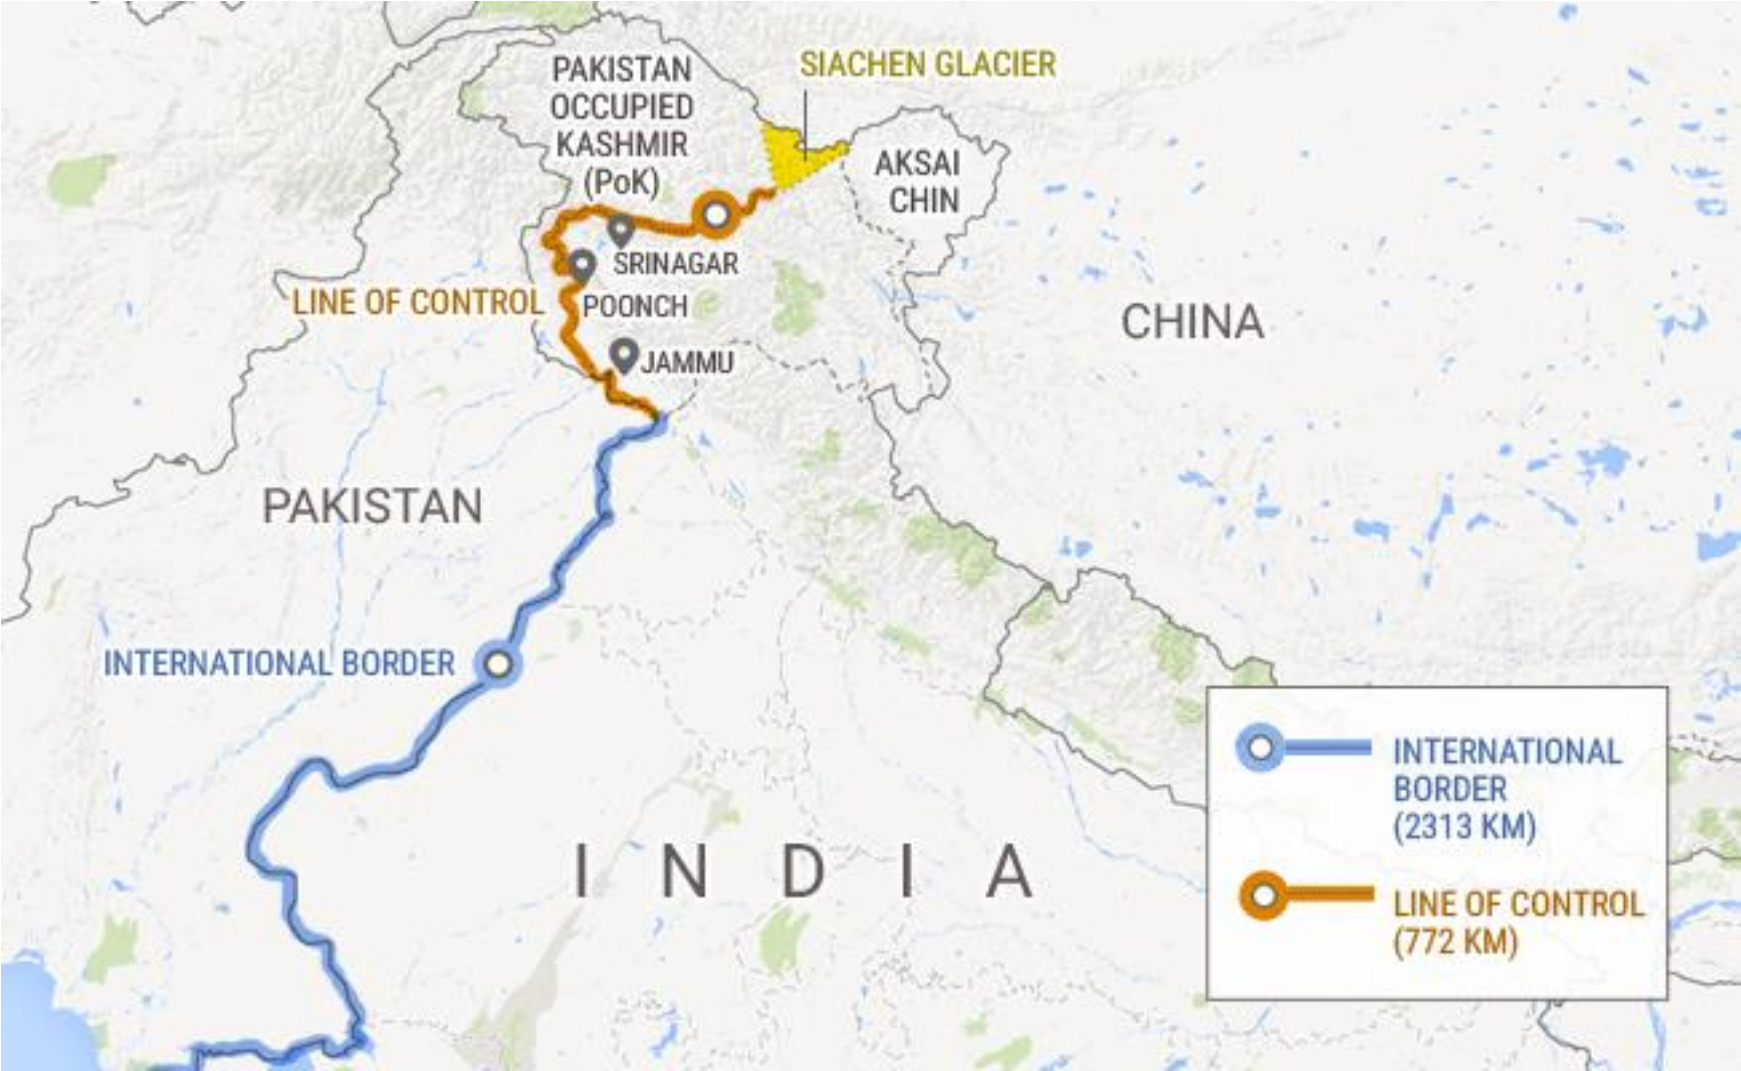 PAKISTAN
OCCUPIED
KASHMIR
(PoK)
SIACHEN GLACIER
AKSAI
CHIN
SRINAGAR
LINE OF CONTROL
POONCH
CHINA
JAMMU
PAKISTAN
INTERNATIONAL BORDER
INDIA
INTERNATIONAL
BORDER
(2313 KM)
LINE OF CONTROL
(772 KM)